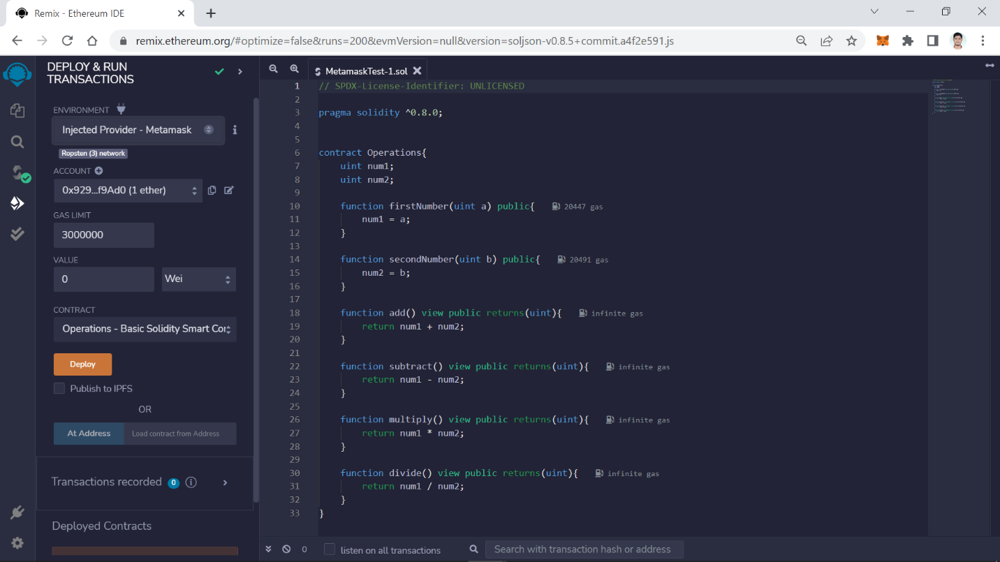 Remix - Ethereum IDE
remix.ethereum.org/#optimize=false&runs=200&evmVersion=null&version=soljson-v0.8.5+commit.a4f2e591.js
DEPLOY & RUN
TRANSACTIONS
ENVIRONMENT
Injected Provider - Metamask
Ropsten (3) network
ACCOUNT
0x929...f9Ad0 (1 ether)
GAS LIMIT
3000000
VALUE
0 Wei
CONTRACT
Operations - Basic Solidity Smart Co
Deploy
Publish to IPFS
OR
At Address Load contract from Address
Transactions recorded 0
Deployed Contracts
MetamaskTest-1.sol
1 // SPDX-License-Identifier: UNLICENSED
2
3 pragma solidity ^0.8.0;
4
5
6 contract Operations{
7 uint num1;
8 uint num2;
9
10 function firstNumber(uint a) public{ 20447 gas
11 num1 = a;
12 }
13
14 function secondNumber(uint b) public{ 20491 gas
15 num2 = b;
16 }
17
18 function add() view public returns(uint){ infinite gas
19 return num1 + num2;
20 }
21
22 function subtract() view public returns(uint){ infinite gas
23 return num1 - num2;
24 }
25
26 function multiply() view public returns(uint){ infinite gas
27 return num1 * num2;
28 }
29
30 function divide() view public returns(uint){ infinite gas
31 return num1 / num2;
32 }
33 }
0 listen on all transactions Search with transaction hash or address